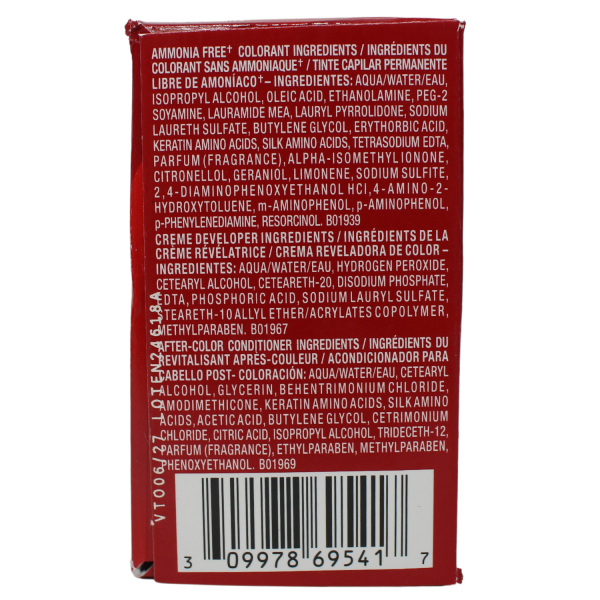 AMMONIA FREE† COLORANT INGREDIENTS / INGRÉDIENTS DU
COLORANT SANS AMMONIAQUE† / TINTE CAPILAR PERMANENTE
LIBRE DE AMONÍACO† – INGREDIENTES: AQUA/WATER/EAU,
ISOPROPYL ALCOHOL, OLEIC ACID, ETHANOLAMINE, PEG-2
SOYAMINE, LAURAMIDE MEA, LAURYL PYRROLIDONE, SODIUM
LAURETH SULFATE, BUTYLENE GLYCOL, ERYTHORBIC ACID,
KERATIN AMINO ACIDS, SILK AMINO ACIDS, TETRASODIUM EDTA,
PARFUM (FRAGRANCE), ALPHA-ISOMETHYL IONONE,
CITRONELLOL, GERANIOL, LIMONENE, SODIUM SULFITE,
2,4-DIAMINOPHENOXYETHANOL HCl,4-AMINO-2-
HYDROXYTOLUENE, m-AMINOPHENOL, p-AMINOPHENOL,
p-PHENYLENEDIAMINE, RESORCINOL. B01939
CREME DEVELOPER INGREDIENTS / INGRÉDIENTS DE LA
CRÈME RÉVÉLATRICE / CREMA REVELADORA DE COLOR –
INGREDIENTES: AQUA/WATER/EAU, HYDROGEN PEROXIDE,
CETEARYL ALCOHOL, CETEARETH-20, DISODIUM PHOSPHATE,
EDTA, PHOSPHORIC ACID, SODIUM LAURYL SULFATE,
STEARETH-10 ALLYL ETHER/ACRYLATES COPOLYMER,
METHYLPARABEN. B01967
AFTER-COLOR CONDITIONER INGREDIENTS / INGRÉDIENTS DU
REVITALISANT APRÈS-COULEUR / ACONDICIONADOR PARA
CABELLO POST- COLORACIÓN: AQUA/WATER/EAU, CETEARYL
ALCOHOL, GLYCERIN, BEHENTRIMONIUM CHLORIDE,
AMODIMETHICONE, KERATIN AMINO ACIDS, SILK AMINO
ACIDS, ACETIC ACID, BUTYLENE GLYCOL, CETRIMONIUM
CHLORIDE, CITRIC ACID, ISOPROPYL ALCOHOL, TRIDECETH-12,
PARFUM (FRAGRANCE), ETHYLPARABEN, METHYLPARABEN,
PHENOXYETHANOL. B01969
3 09978 69541 7